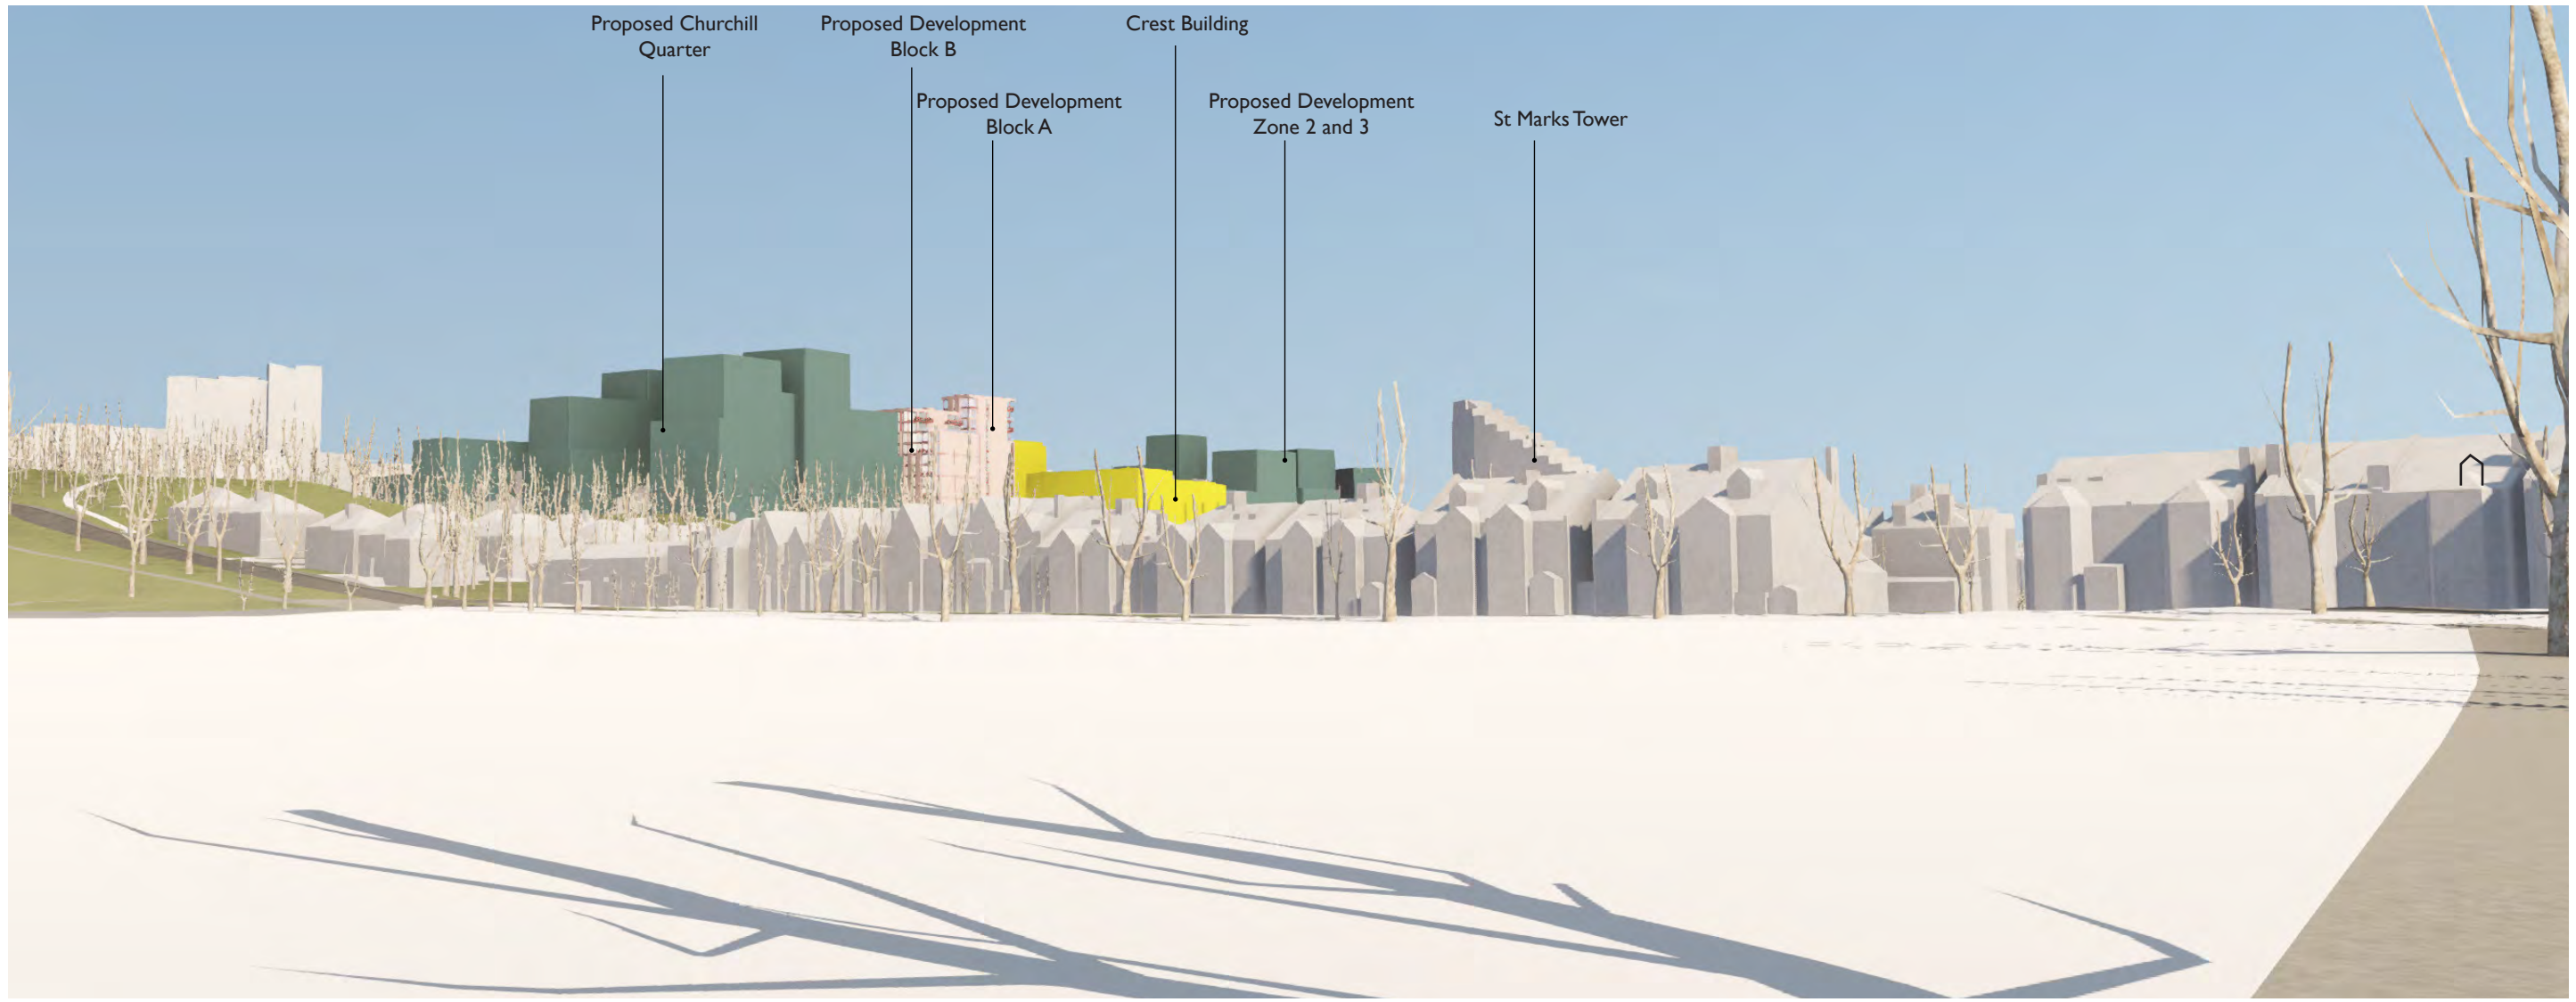 Proposed Churchill
Quarter
Proposed Development
Block B
Proposed Development
Block A
Crest Building
Proposed Development
Zone 2 and 3
St Marks Tower